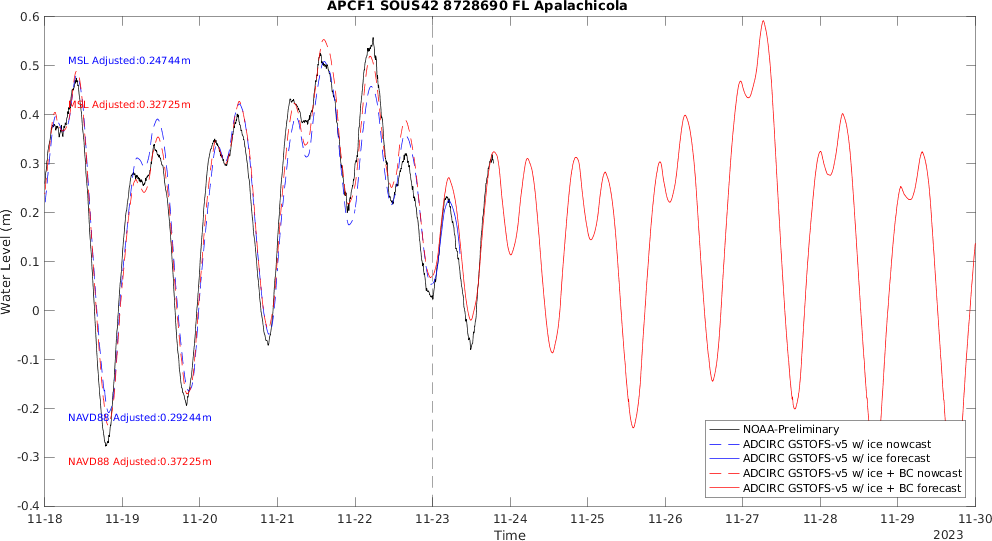 APCF1 SOUS42 8728690 FL Apalachicola
Water Level (m)
0.6
0.5
0.4
0.3
0.2
0.1
0
-0.1
-0.2
-0.3
-0.4
MSL Adjusted:0.24744m
MSL Adjusted:0.32725m
NAVD88 Adjusted:0.29244m
NAVD88 Adjusted:0.37225m
NOAA-Preliminary
ADCIRC GSTOFS-v5 w/ ice nowcast
ADCIRC GSTOFS-v5 w/ ice forecast
ADCIRC GSTOFS-v5 w/ ice + BC nowcast
ADCIRC GSTOFS-v5 w/ ice + BC forecast
11-18 11-19 11-20 11-21 11-22 11-23 11-24 11-25 11-26 11-27 11-28 11-29 11-30
Time
2023